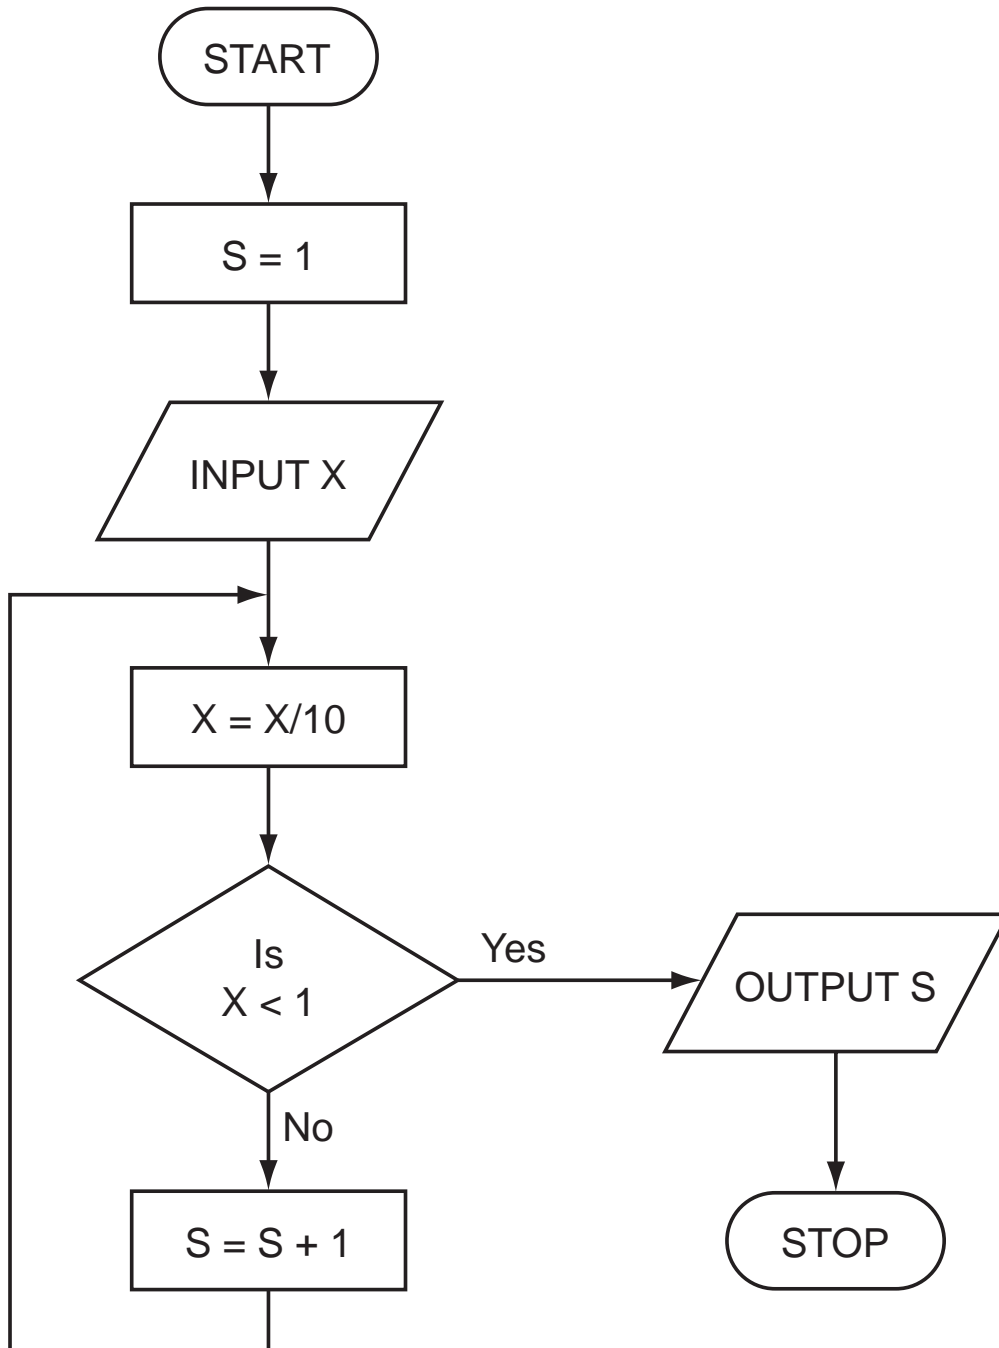 START
S = 1
INPUT X
X = X/10
Is
X < 1
Yes
OUTPUT S
No
S = S + 1
STOP